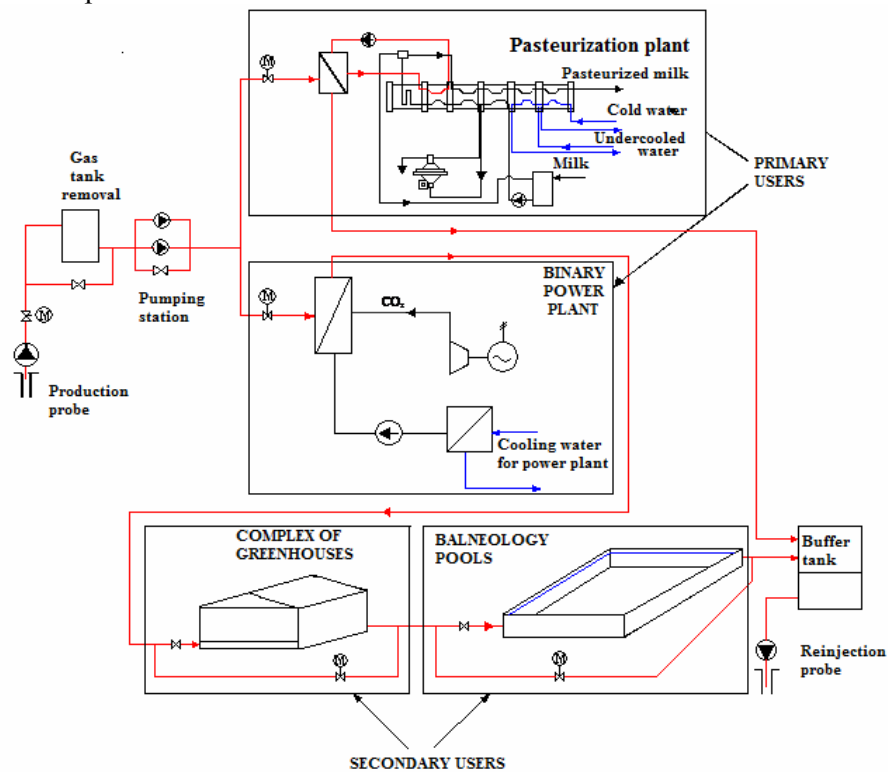 Pasteurization plant
Pasteurized milk
Cold water
Undercooled
water
Milk
PRIMARY
USERS
Gas
tank
removal
M
M
Pumping
station
Production
probe
M
BINARY
POWER
PLANT
Cooling water
for power plant
COMPLEX OF
GREENHOUSES
M
BALNEOLOGY
POOLS
M
Buffer
tank
Reinjection
probe
SECONDARY USERS